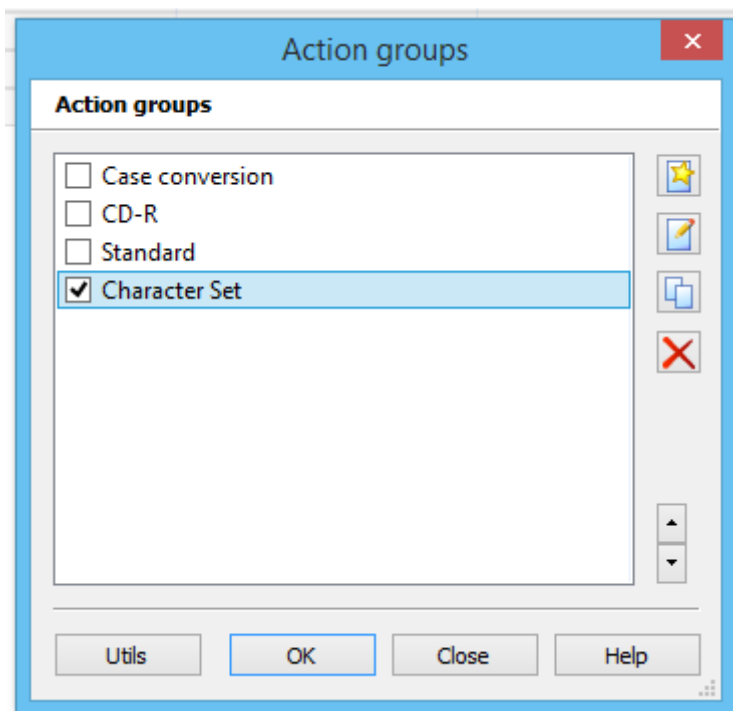 Action groups
Action groups
Case conversion
CD-R
Standard
Character Set
Utils OK Close Help